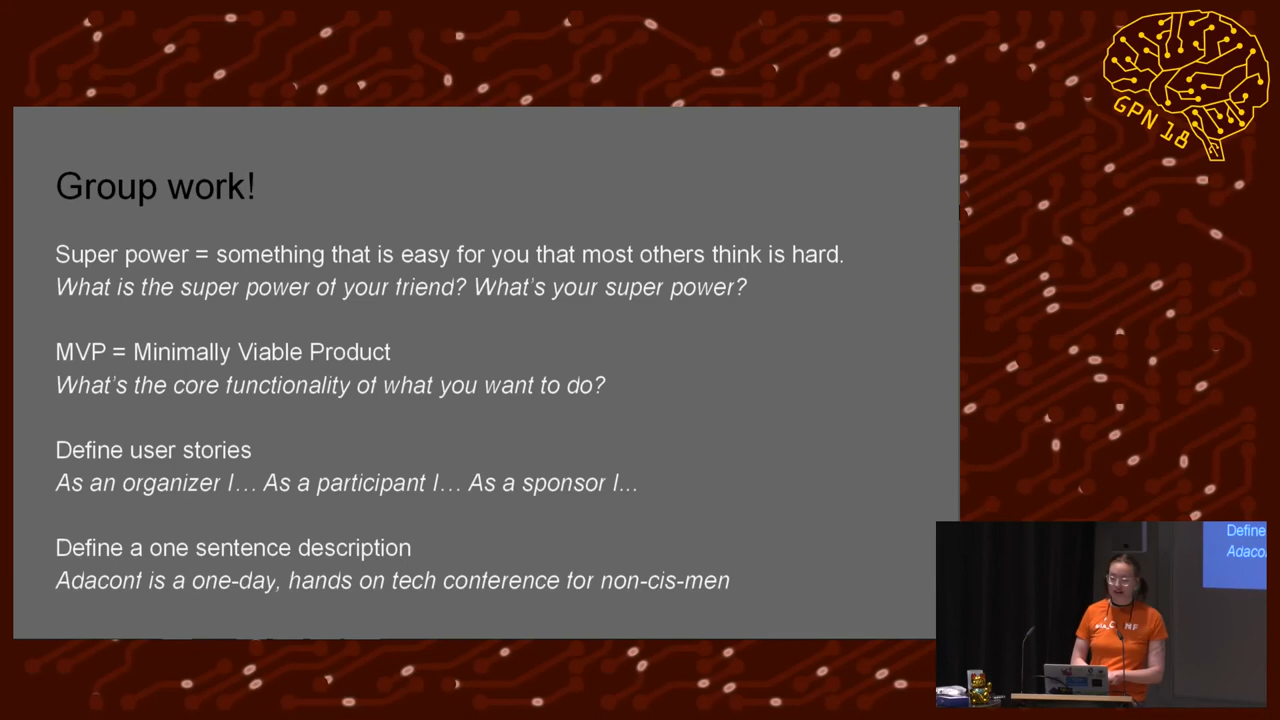 GPN 18
Group work!
Super power = something that is easy for you that most others think is hard.
What is the super power of your friend? What's your super power?
MVP = Minimally Viable Product
What's the core functionality of what you want to do?
Define user stories
As an organizer I... As a participant I... As a sponsor I...
Define a one sentence description
Adaconf is a one-day, hands on tech conference for non-cis-men
Define
Adaco